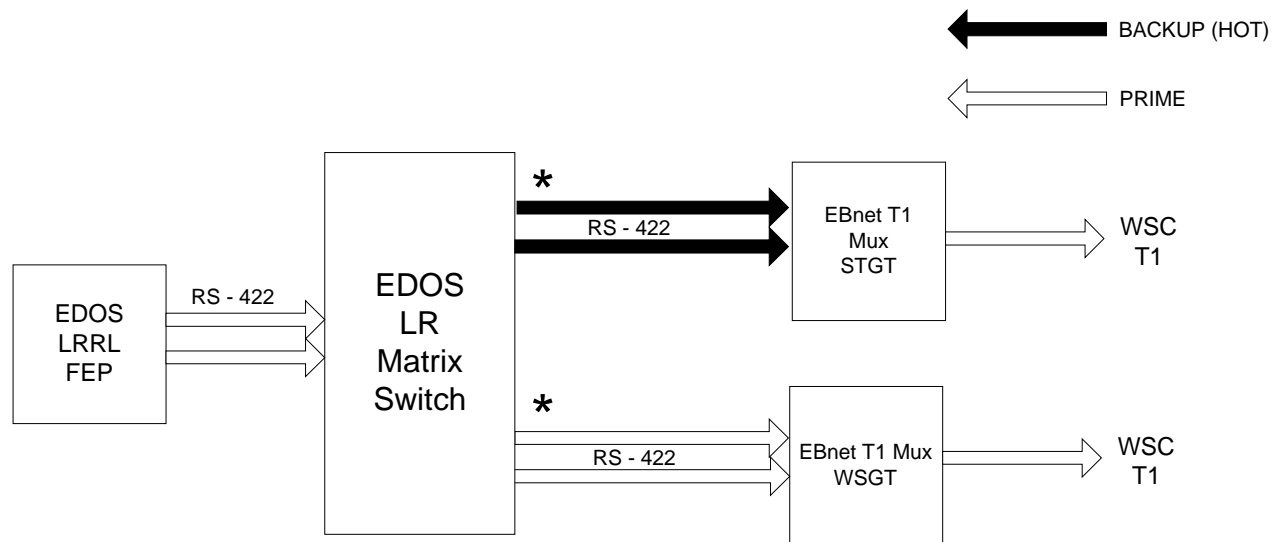 BACKUP (HOT)
PRIME
*
RS - 422
EBnet T1
Mux
STGT
WSC
T1
EDOS
LRRL
FEP
RS - 422
EDOS
LR
Matrix
Switch
*
RS - 422
EBnet T1 Mux
WSGT
WSC
T1